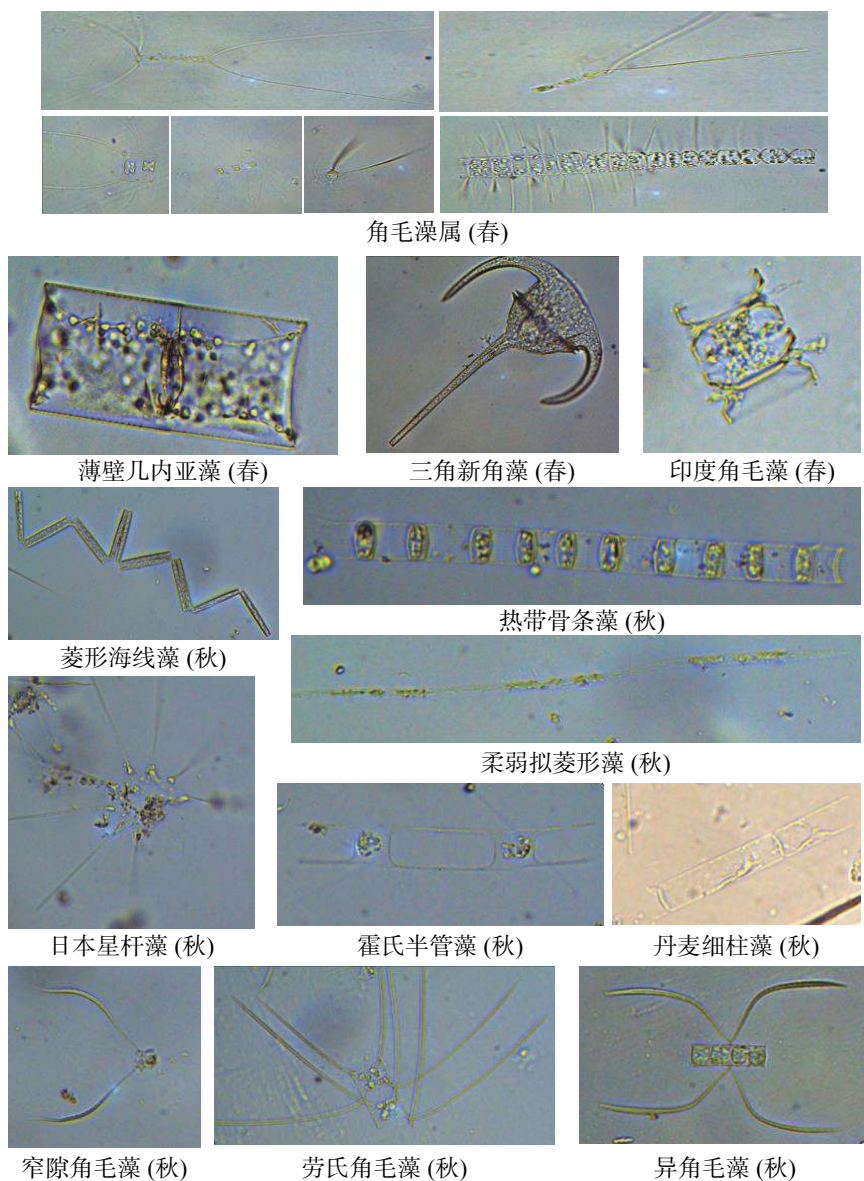 角毛澡属 (春)
薄壁几内亚藻 (春)
三角新角藻 (春)
印度角毛藻 (春)
热带骨条藻 (秋)
菱形海线藻 (秋)
柔弱拟菱形藻 (秋)
日本星杆藻 (秋)
霍氏半管藻 (秋)
丹麦细柱藻 (秋)
窄隙角毛藻 (秋)
劳氏角毛藻 (秋)
异角毛藻 (秋)